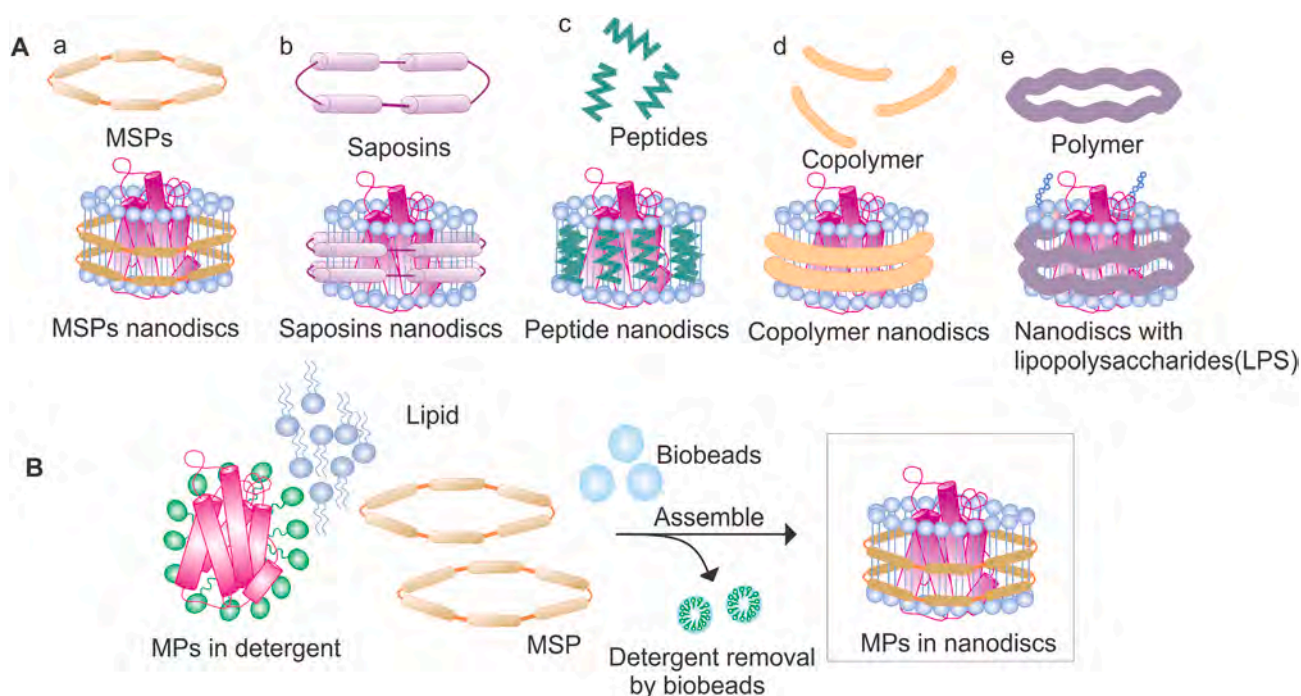 A
a
MSPs
MSPs nanodiscs
b
Saposins
Saposins nanodiscs
c
Peptides
Peptide nanodiscs
d
Copolymer
Copolymer nanodiscs
e
Polymer
Nanodiscs with
lipopolysaccharides(LPS)
B
Lipid
MPs in detergent
MSP
Biobeads
Assemble
Detergent removal
by biobeads
MPs in nanodiscs